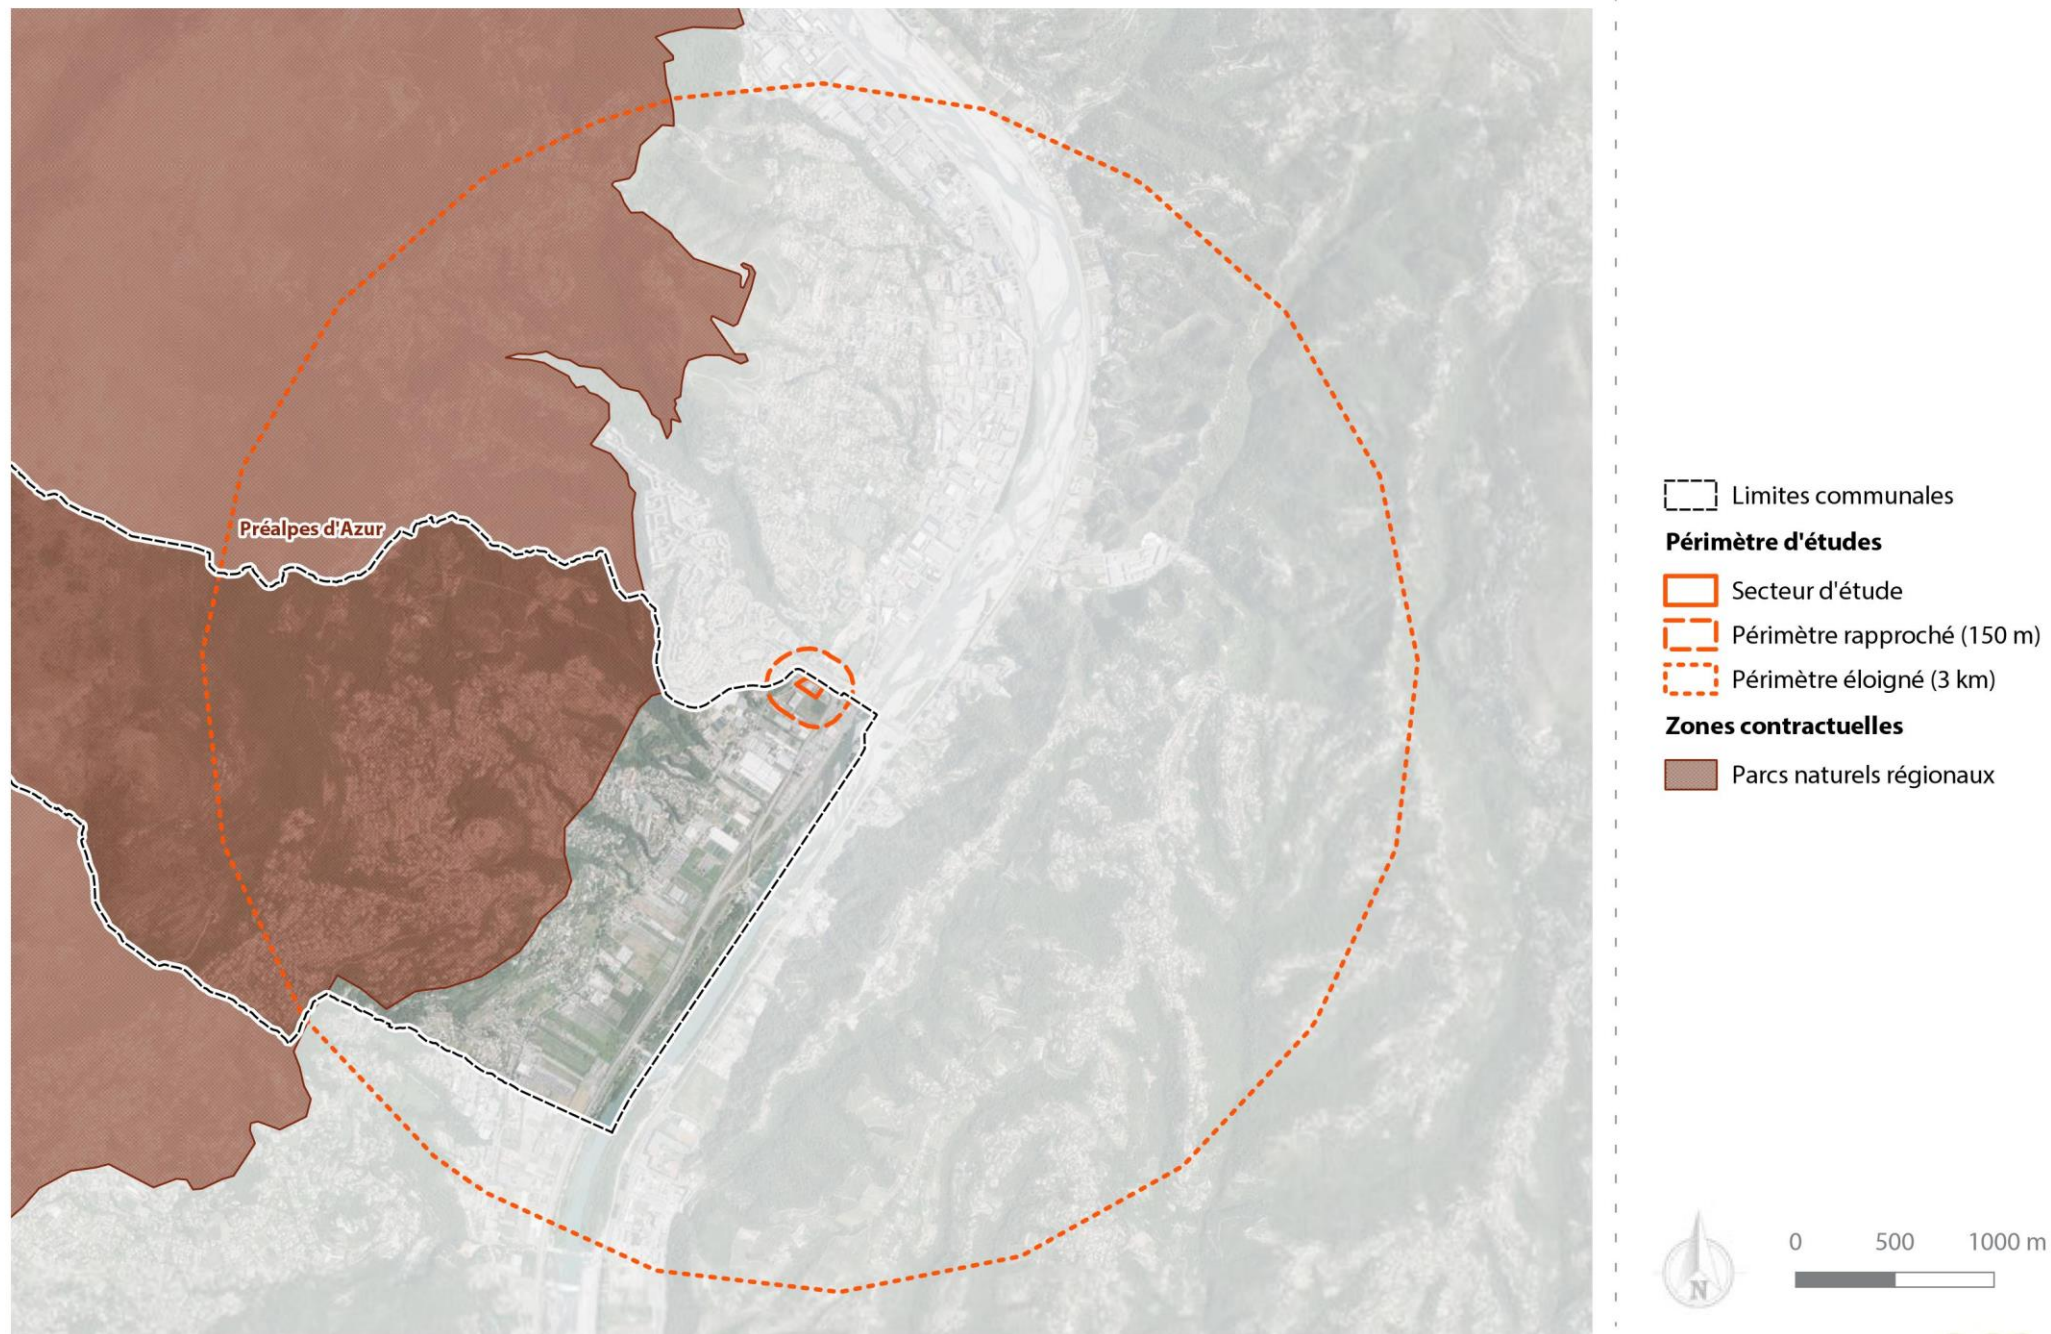 Préalpes d'Azur
Limites communales
Périmètre d'études
Secteur d'étude
Périmètre rapproché (150 m)
Périmètre éloigné (3 km)
Zones contractuelles
Parcs naturels régionaux
N
0 500 1000 m